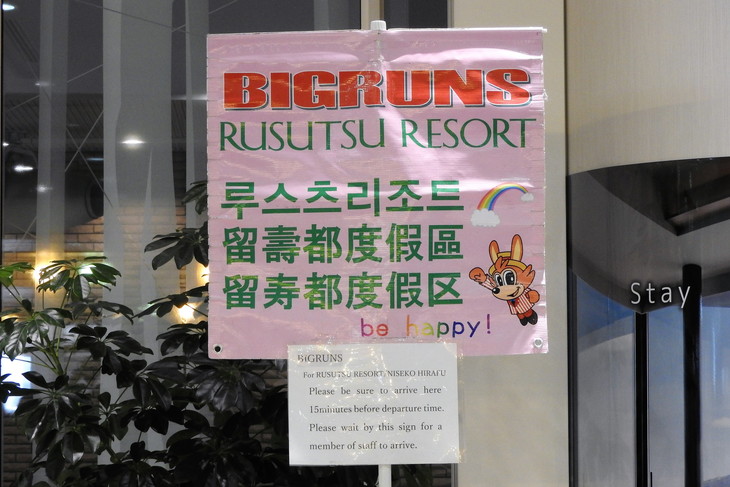 BIGRUNS
RUSUTSU RESORT
루스츠리조트
留壽都度假區
留寿都度假区
be happy!
BIGRUNS
For RUSUTSU RESORT/NISEKO HIRAFU
Please be sure to arrive here
15minutes before departure time.
Please wait by this sign for a
member of staff to arrive.
Stay